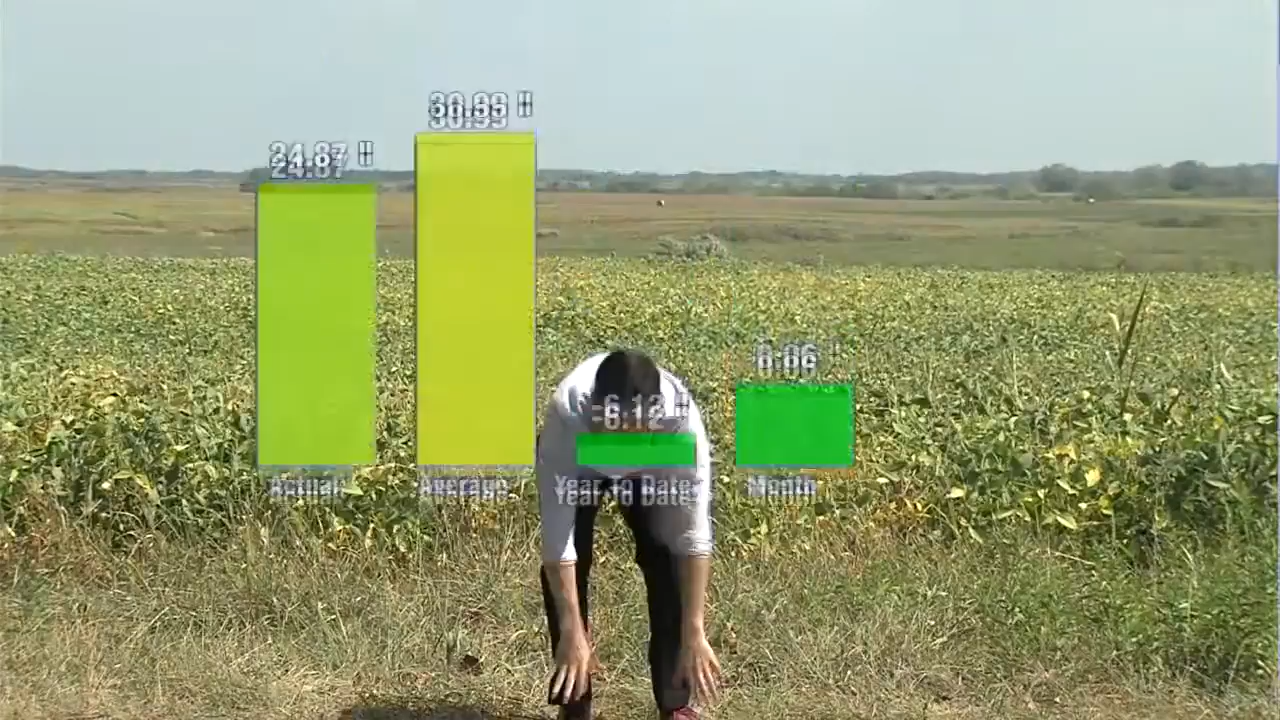 24.87 "
30.99 "
-6.12 "
6.06 "
Actual
Average
Year To Date
Month